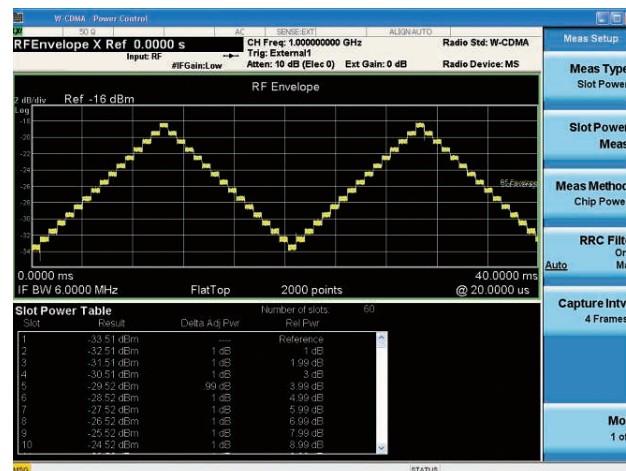 W-CDMA Power Control
50 Ω AC SENSE:EXT ALIGN AUTO
RFEnvelope X Ref 0.0000 s
Input: RF
#IFGain:Low
CH Freq: 1.000000000 GHz
Trig: External1
Atten: 10 dB (Elec 0) Ext Gain: 0 dB
Radio Std: W-CDMA
Radio Device: MS
RF Envelope
2 dB/div Ref -16 dBm
Log
-18
-20
-22
-24
-26
-28
-30
-32
-34
0.0000 ms 40.0000 ms
IF BW 6.0000 MHz FlatTop 2000 points @ 20.0000 us
Slot Power Table Number of slots: 60
Slot Result Delta Adj Pwr Rel Pwr
1 -33.51 dBm ---- Reference
2 -32.51 dBm 1 dB 1 dB
3 -31.51 dBm 1 dB 1.99 dB
4 -30.51 dBm 1 dB 3 dB
5 -29.52 dBm .99 dB 3.99 dB
6 -28.52 dBm 1 dB 4.99 dB
7 -27.52 dBm 1 dB 5.99 dB
8 -26.52 dBm 1 dB 6.99 dB
9 -25.52 dBm 1 dB 7.99 dB
10 -24.52 dBm 1 dB 8.99 dB
MSG STATUS
Meas Setup
Meas Type
Slot Power
Slot Power
Meas
Meas Method
Chip Power
RRC Filte
On
Auto Ma
Capture Intv
4 Frames
Mo
1 of